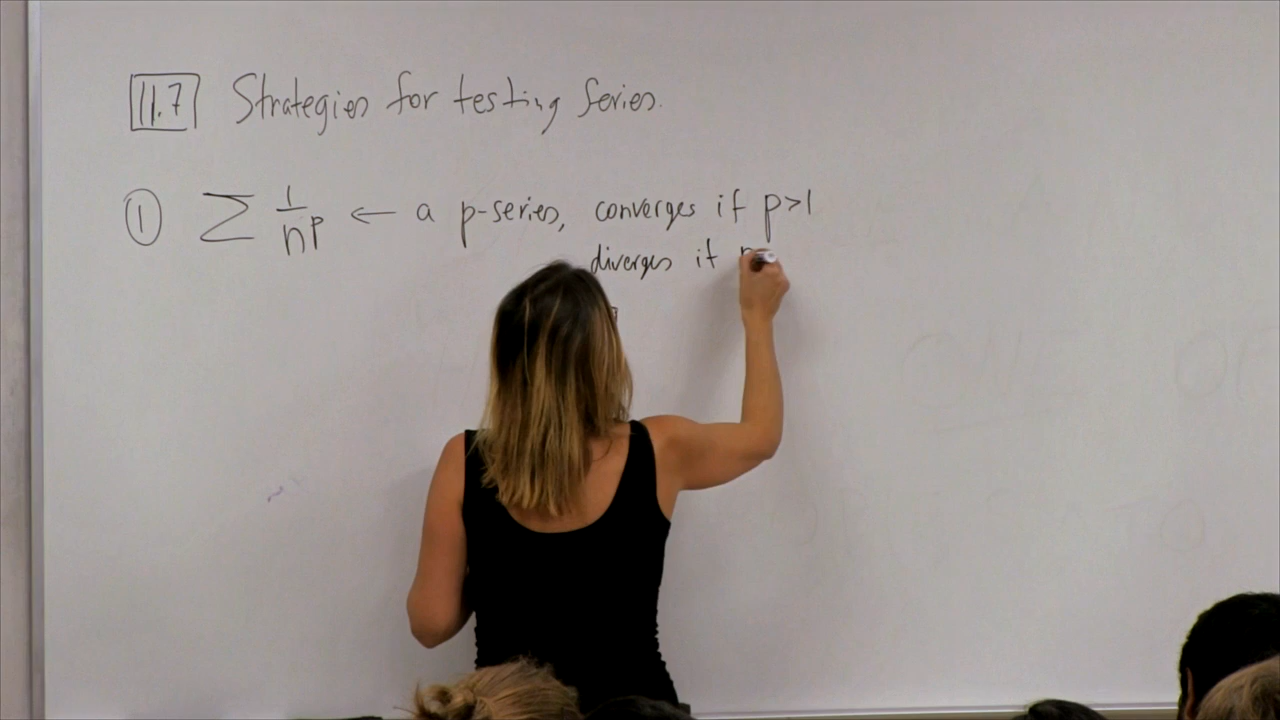 11.7 Strategies for testing Series.
① ∑ 1/n^p ← a p-series, converges if p>1
diverges if p